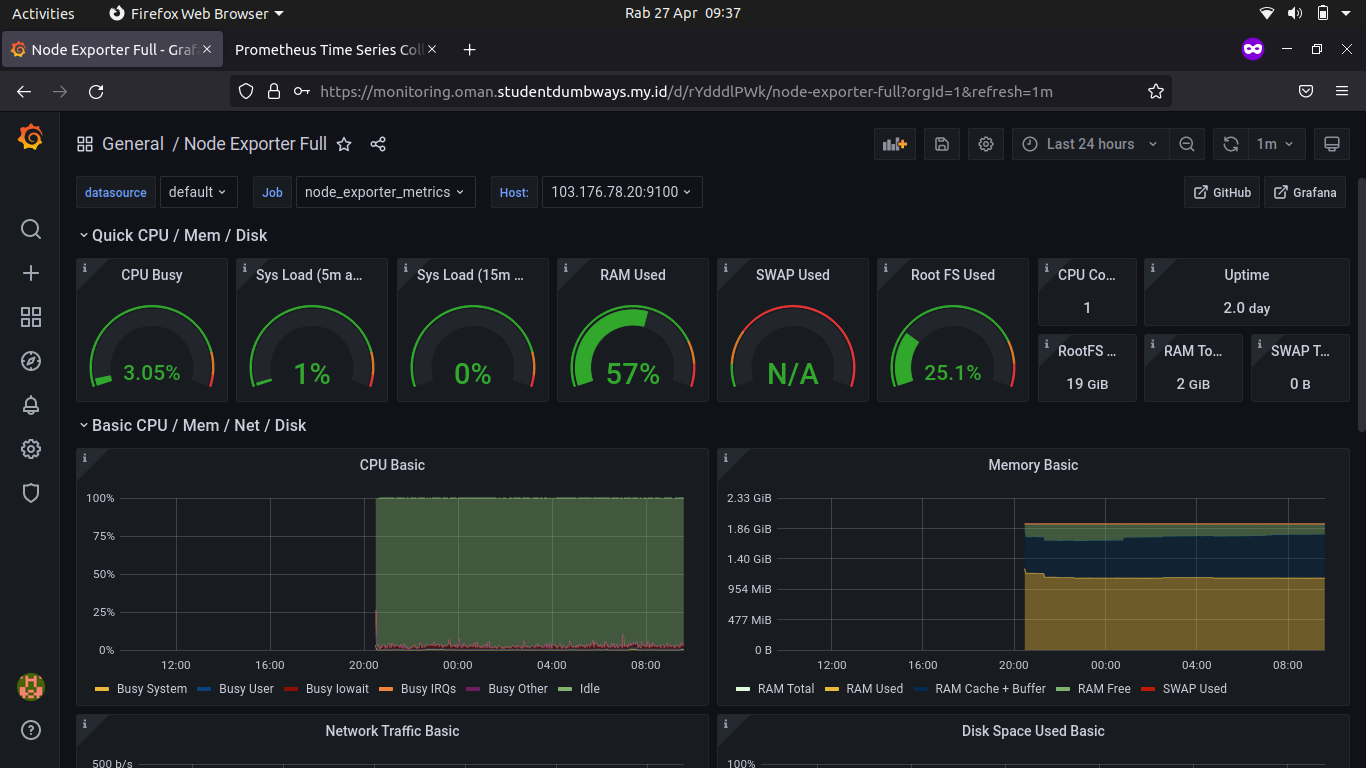 Activities Firefox Web Browser Rab 27 Apr 09:37
Node Exporter Full - Graf Prometheus Time Series Coll
https://monitoring.oman.studentdumbways.my.id/d/rYdddlPWk/node-exporter-full?orgId=1&refresh=1m
General / Node Exporter Full Last 24 hours 1m
datasource default Job node_exporter_metrics Host: 103.176.78.20:9100 GitHub Grafana
Quick CPU / Mem / Disk
CPU Busy Sys Load (5m a... Sys Load (15m ... RAM Used SWAP Used Root FS Used CPU Co... Uptime
1 2.0 day
RootFS ... RAM To... SWAP T...
3.05% 1% 0% 57% N/A 25.1% 19 GiB 2 GiB 0 B
Basic CPU / Mem / Net / Disk
CPU Basic
100%
75%
50%
25%
0%
12:00 16:00 20:00 00:00 04:00 08:00
Busy System Busy User Busy Iowait Busy IRQs Busy Other Idle
Memory Basic
2.33 GiB
1.86 GiB
1.40 GiB
954 MiB
477 MiB
0 B
12:00 16:00 20:00 00:00 04:00 08:00
RAM Total RAM Used RAM Cache + Buffer RAM Free SWAP Used
Network Traffic Basic
500 b/s
Disk Space Used Basic
100%